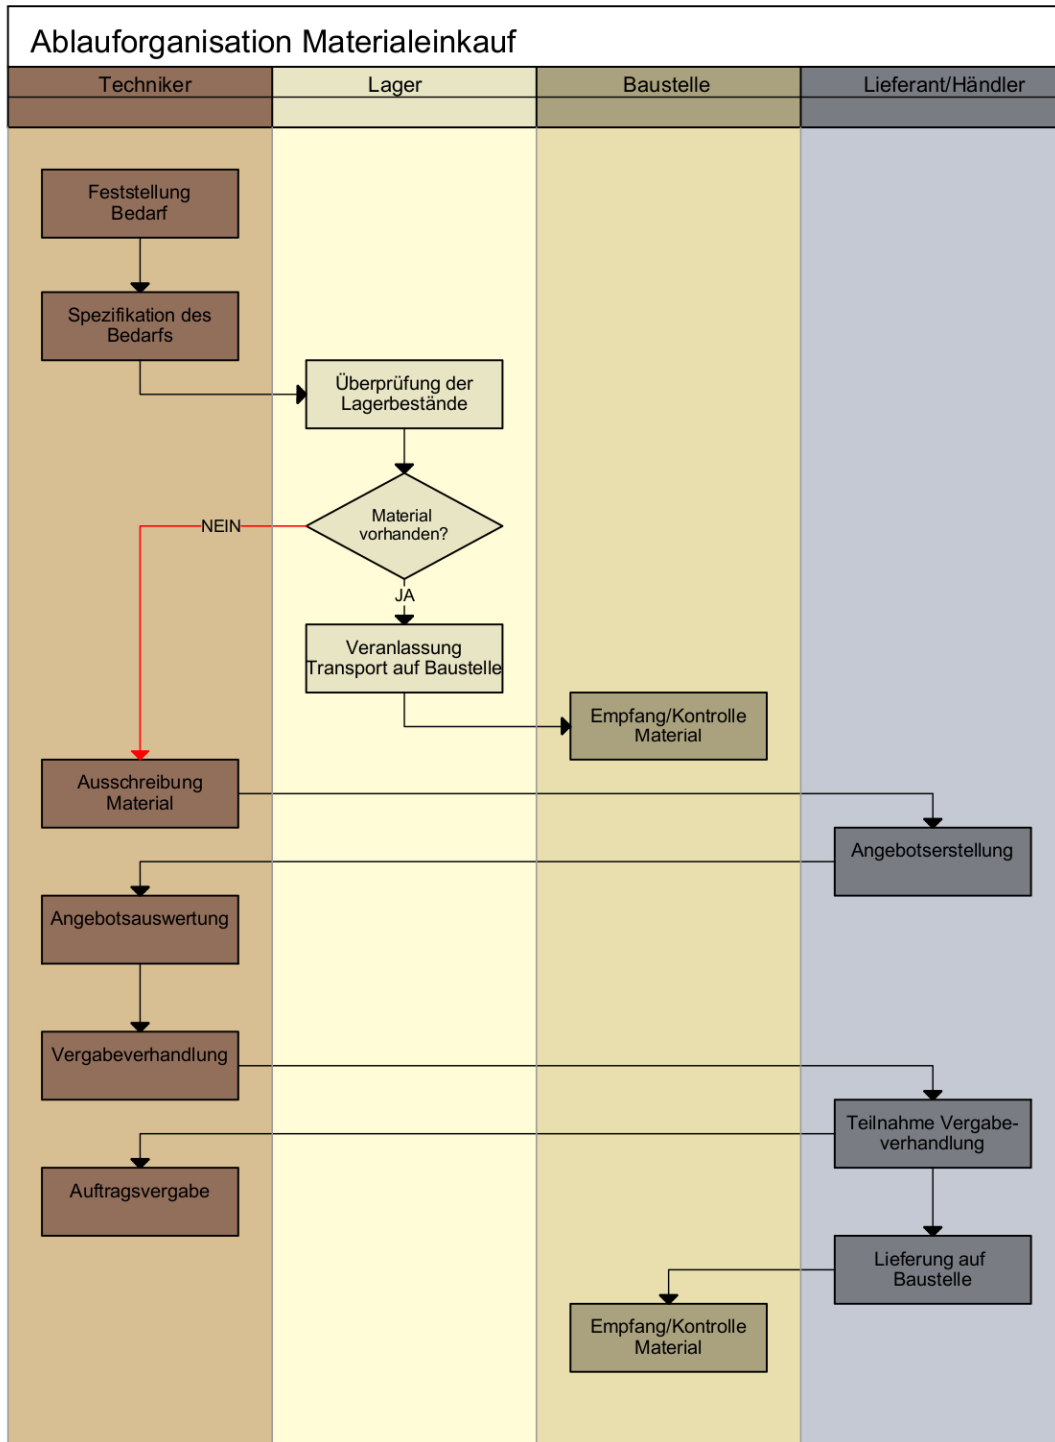 Ablauforganisation Materialeinkauf
Techniker
Lager
Baustelle
Lieferant/Händler
Feststellung
Bedarf
Spezifikation des
Bedarfs
Überprüfung der
Lagerbestände
Material
vorhanden?
NEIN
JA
Veranlassung
Transport auf Baustelle
Empfang/Kontrolle
Material
Ausschreibung
Material
Angebotserstellung
Angebotsauswertung
Vergabeverhandlung
Teilnahme Vergabe-
verhandlung
Auftragsvergabe
Lieferung auf
Baustelle
Empfang/Kontrolle
Material